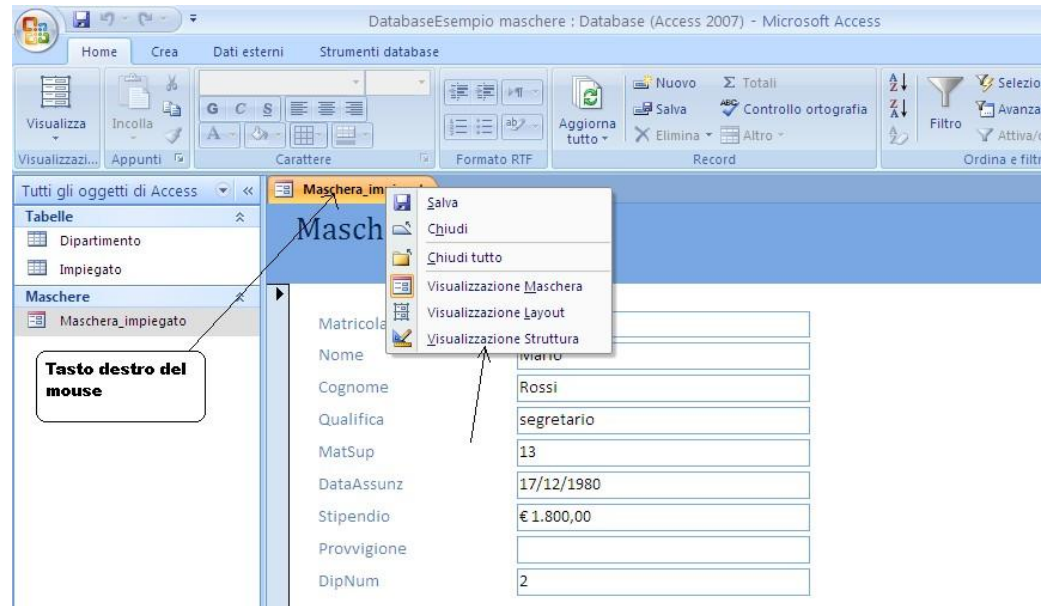 DatabaseEsempio maschere : Database (Access 2007) - Microsoft Access
Home Crea Dati esterni Strumenti database
Visualizza
Incolla
G C S
A
ab
Aggiorna tutto
Nuovo
Salva
Elimina
Σ Totali
ABC Controllo ortografia
Altro
A Z
Z A
A Z
Filtro
Selezio
Avanza
Attiva/
Visualizzazi... Appunti Carattere Formato RTF Record Ordina e filtr
Tutti gli oggetti di Access
Tabelle
Dipartimento
Impiegato
Maschere
Maschera_impiegato
Tasto destro del
mouse
Masch
Salva
Chiudi
Chiudi tutto
Visualizzazione Maschera
Visualizzazione Layout
Visualizzazione Struttura
Matricola
Nome Mario
Cognome Rossi
Qualifica segretario
MatSup 13
DataAssunz 17/12/1980
Stipendio € 1.800,00
Provvigione
DipNum 2